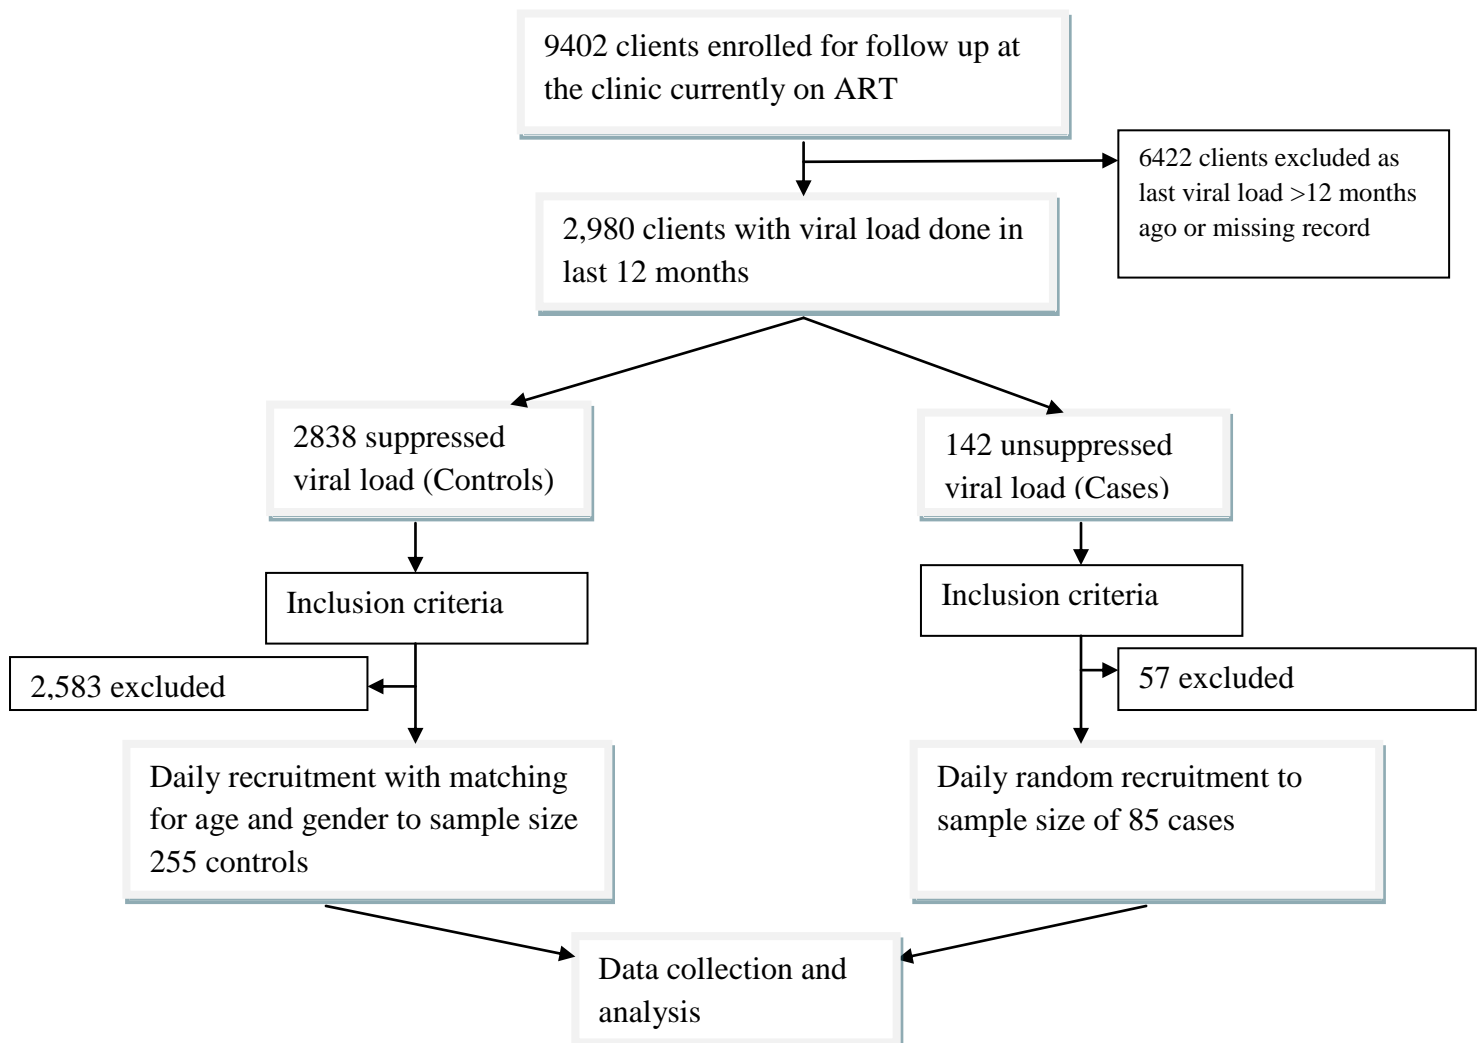 9402 clients enrolled for follow up at
the clinic currently on ART
6422 clients excluded as
last viral load >12 months
ago or missing record
2,980 clients with viral load done in
last 12 months
2838 suppressed
viral load (Controls)
142 unsuppressed
viral load (Cases)
Inclusion criteria
Inclusion criteria
2,583 excluded
57 excluded
Daily recruitment with matching
for age and gender to sample size
255 controls
Daily random recruitment to
sample size of 85 cases
Data collection and
analysis